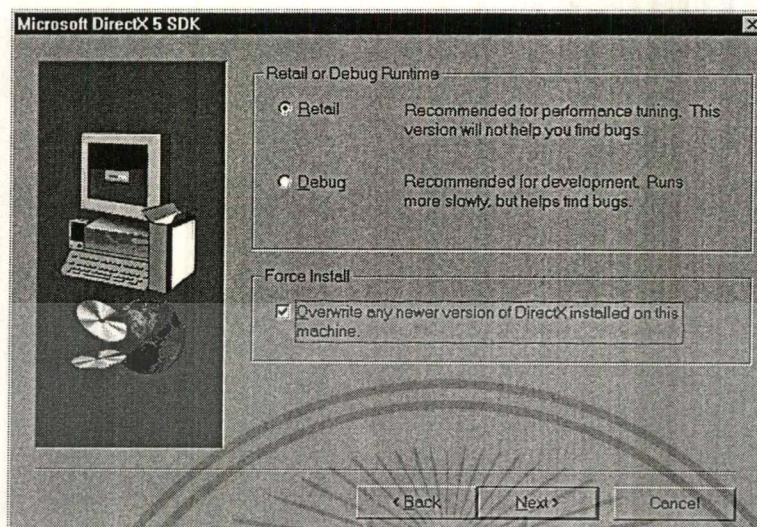 Microsoft DirectX 5 SDK
Retail or Debug Runtime
Retail
Recommended for performance tuning. This
version will not help you find bugs.
Debug
Recommended for development. Runs
more slowly, but helps find bugs.
Force Install
Overwrite any newer version of DirectX installed on this
machine.
< Back
Next >
Cancel